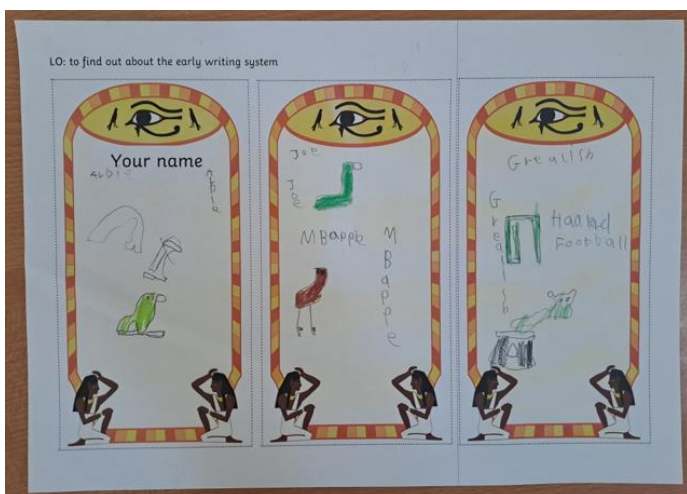 LO: to find out about the early writing system
Your name
ALBie
Albie
Joe
Joe
MBappe
MBappe
Grealish
Grealish
Haaland
Football